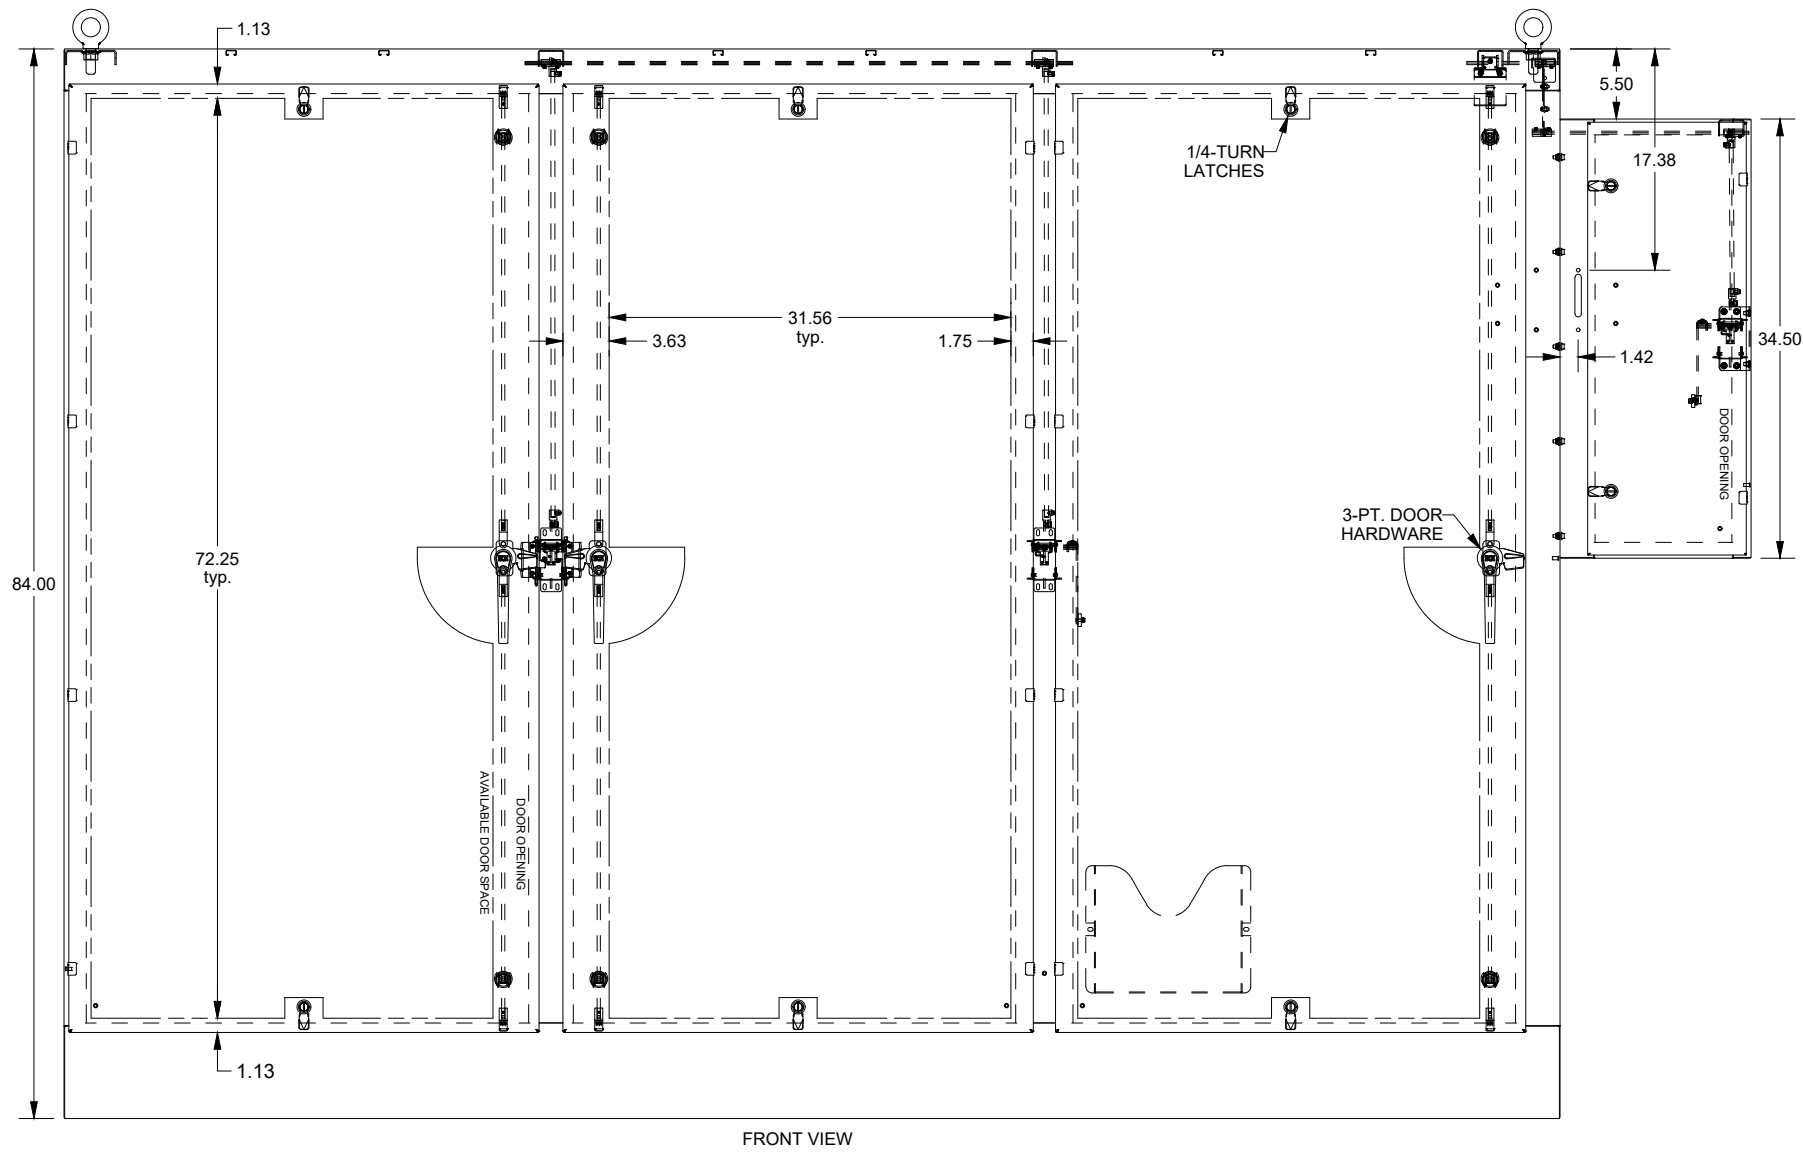 1.13
5.50
1/4-TURN
LATCHES
17.38
31.56
typ.
3.63
1.75
34.50
1.42
DOOR OPENING
3-PT. DOOR
HARDWARE
72.25
typ.
84.00
AVAILABLE DOOR SPACE
DOOR OPENING
1.13
FRONT VIEW